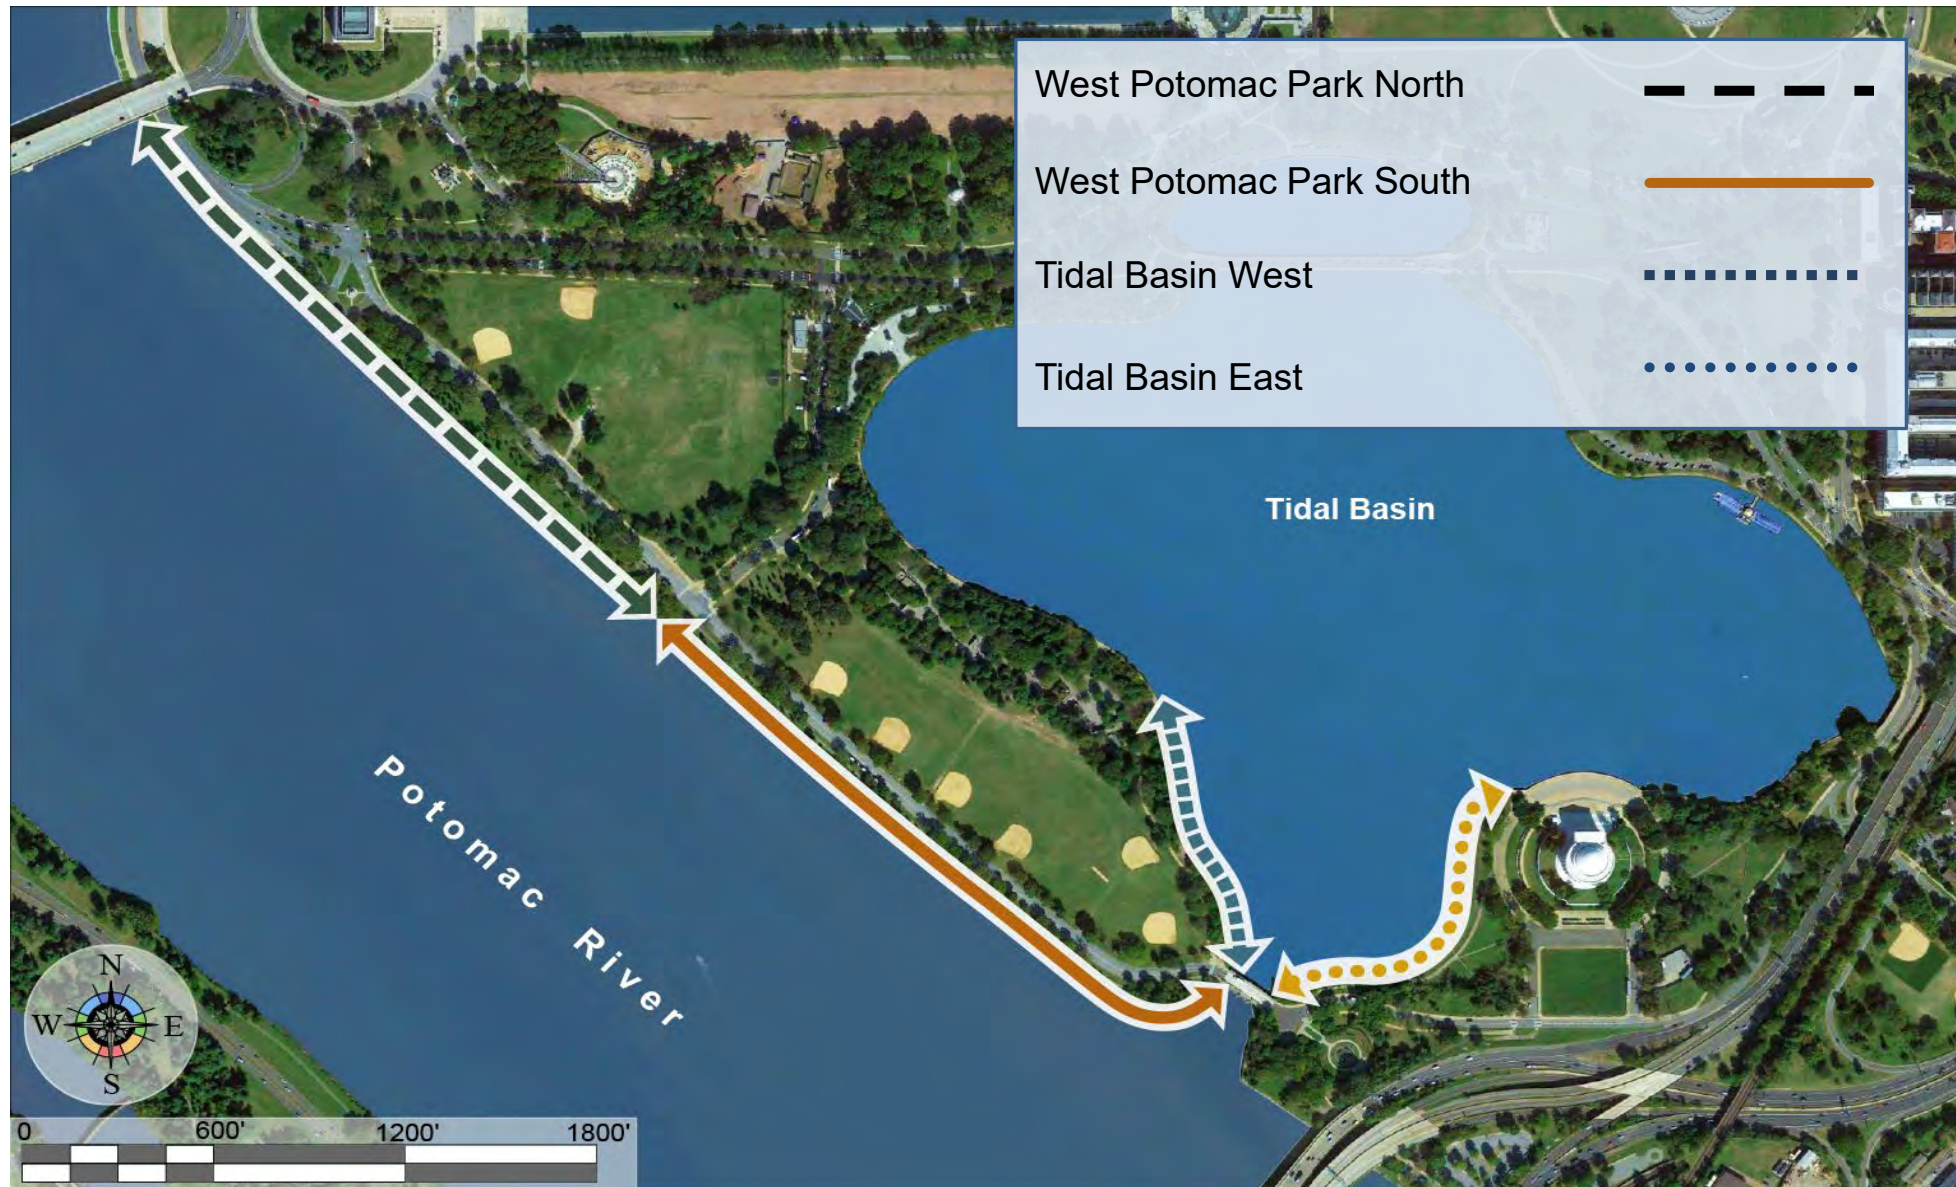 West Potomac Park North
West Potomac Park South
Tidal Basin West
Tidal Basin East
Tidal Basin
Potomac River
N
W E
S
0 600' 1200' 1800'